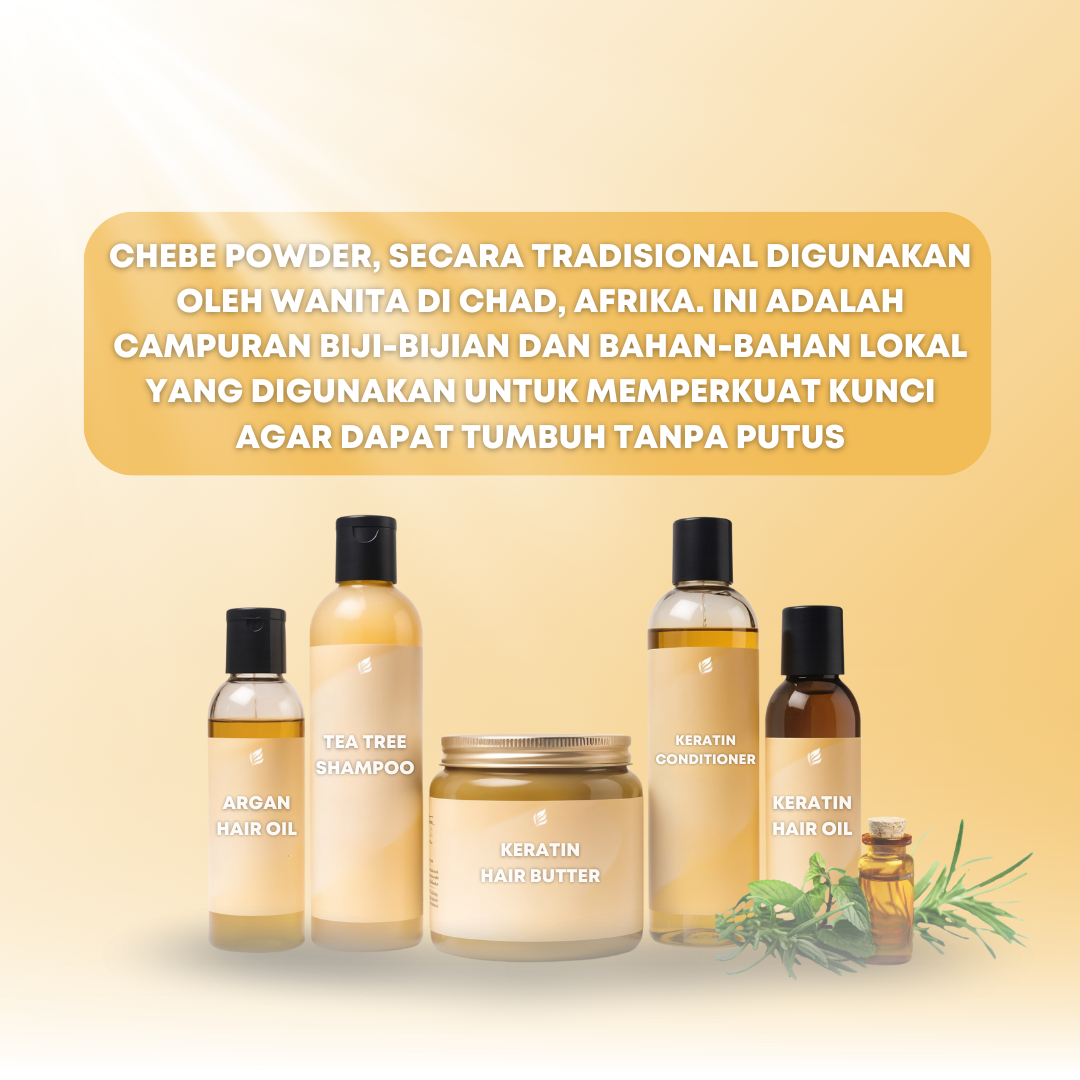 CHEBE POWDER, SECARA TRADISIONAL DIGUNAKAN
OLEH WANITA DI CHAD, AFRIKA. INI ADALAH
CAMPURAN BIJI-BIJIAN DAN BAHAN-BAHAN LOKAL
YANG DIGUNAKAN UNTUK MEMPERKUAT KUNCI
AGAR DAPAT TUMBUH TANPA PUTUS
ARGAN
HAIR OIL
TEA TREE
SHAMPOO
KERATIN
HAIR BUTTER
KERATIN
CONDITIONER
KERATIN
HAIR OIL